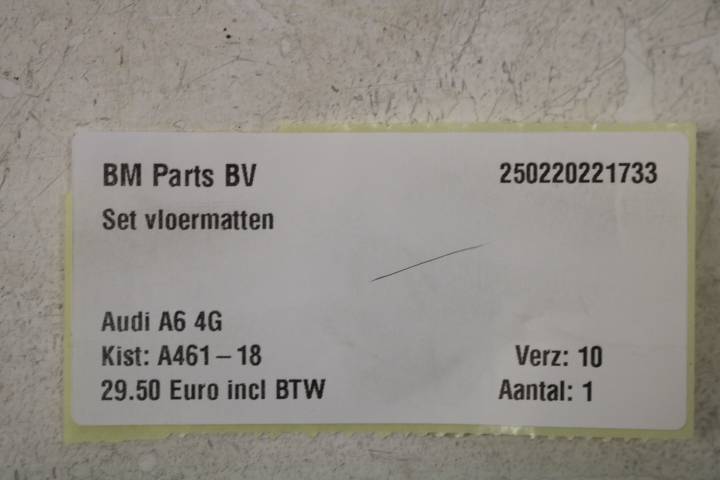 BM Parts BV 250220221733
Set vloermatten
Audi A6 4G
Kist: A461-18 Verz: 10
29.50 Euro incl BTW Aantal: 1